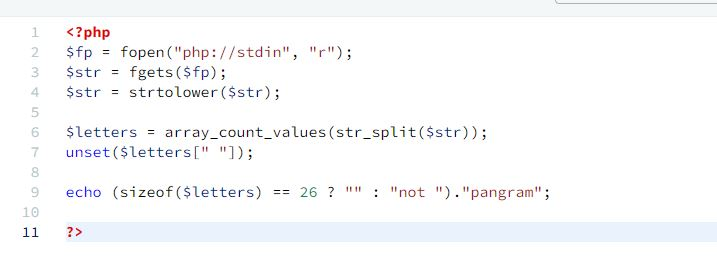 1 <?php
2 $fp = fopen("php://stdin", "r");
3 $str = fgets($fp);
4 $str = strtolower($str);
5
6 $letters = array_count_values(str_split($str));
7 unset($letters[" "]);
8
9 echo (sizeof($letters) == 26 ? "" : "not ")."pangram";
10
11 ?>